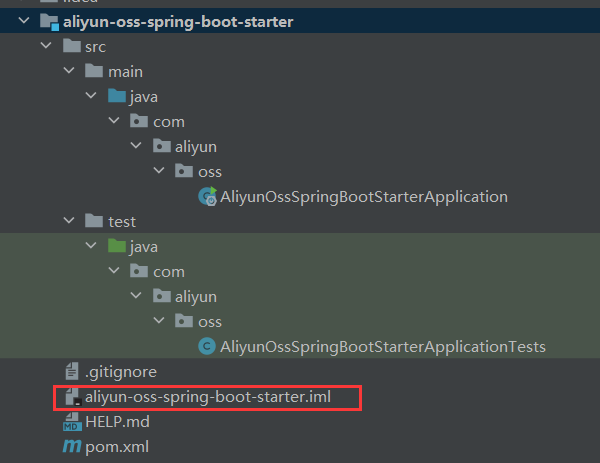 aliyun-oss-spring-boot-starter
src
main
java
com
aliyun
oss
AliyunOssSpringBootStarterApplication
test
java
com
aliyun
oss
AliyunOssSpringBootStarterApplicationTests
.gitignore
aliyun-oss-spring-boot-starter.iml
HELP.md
pom.xml